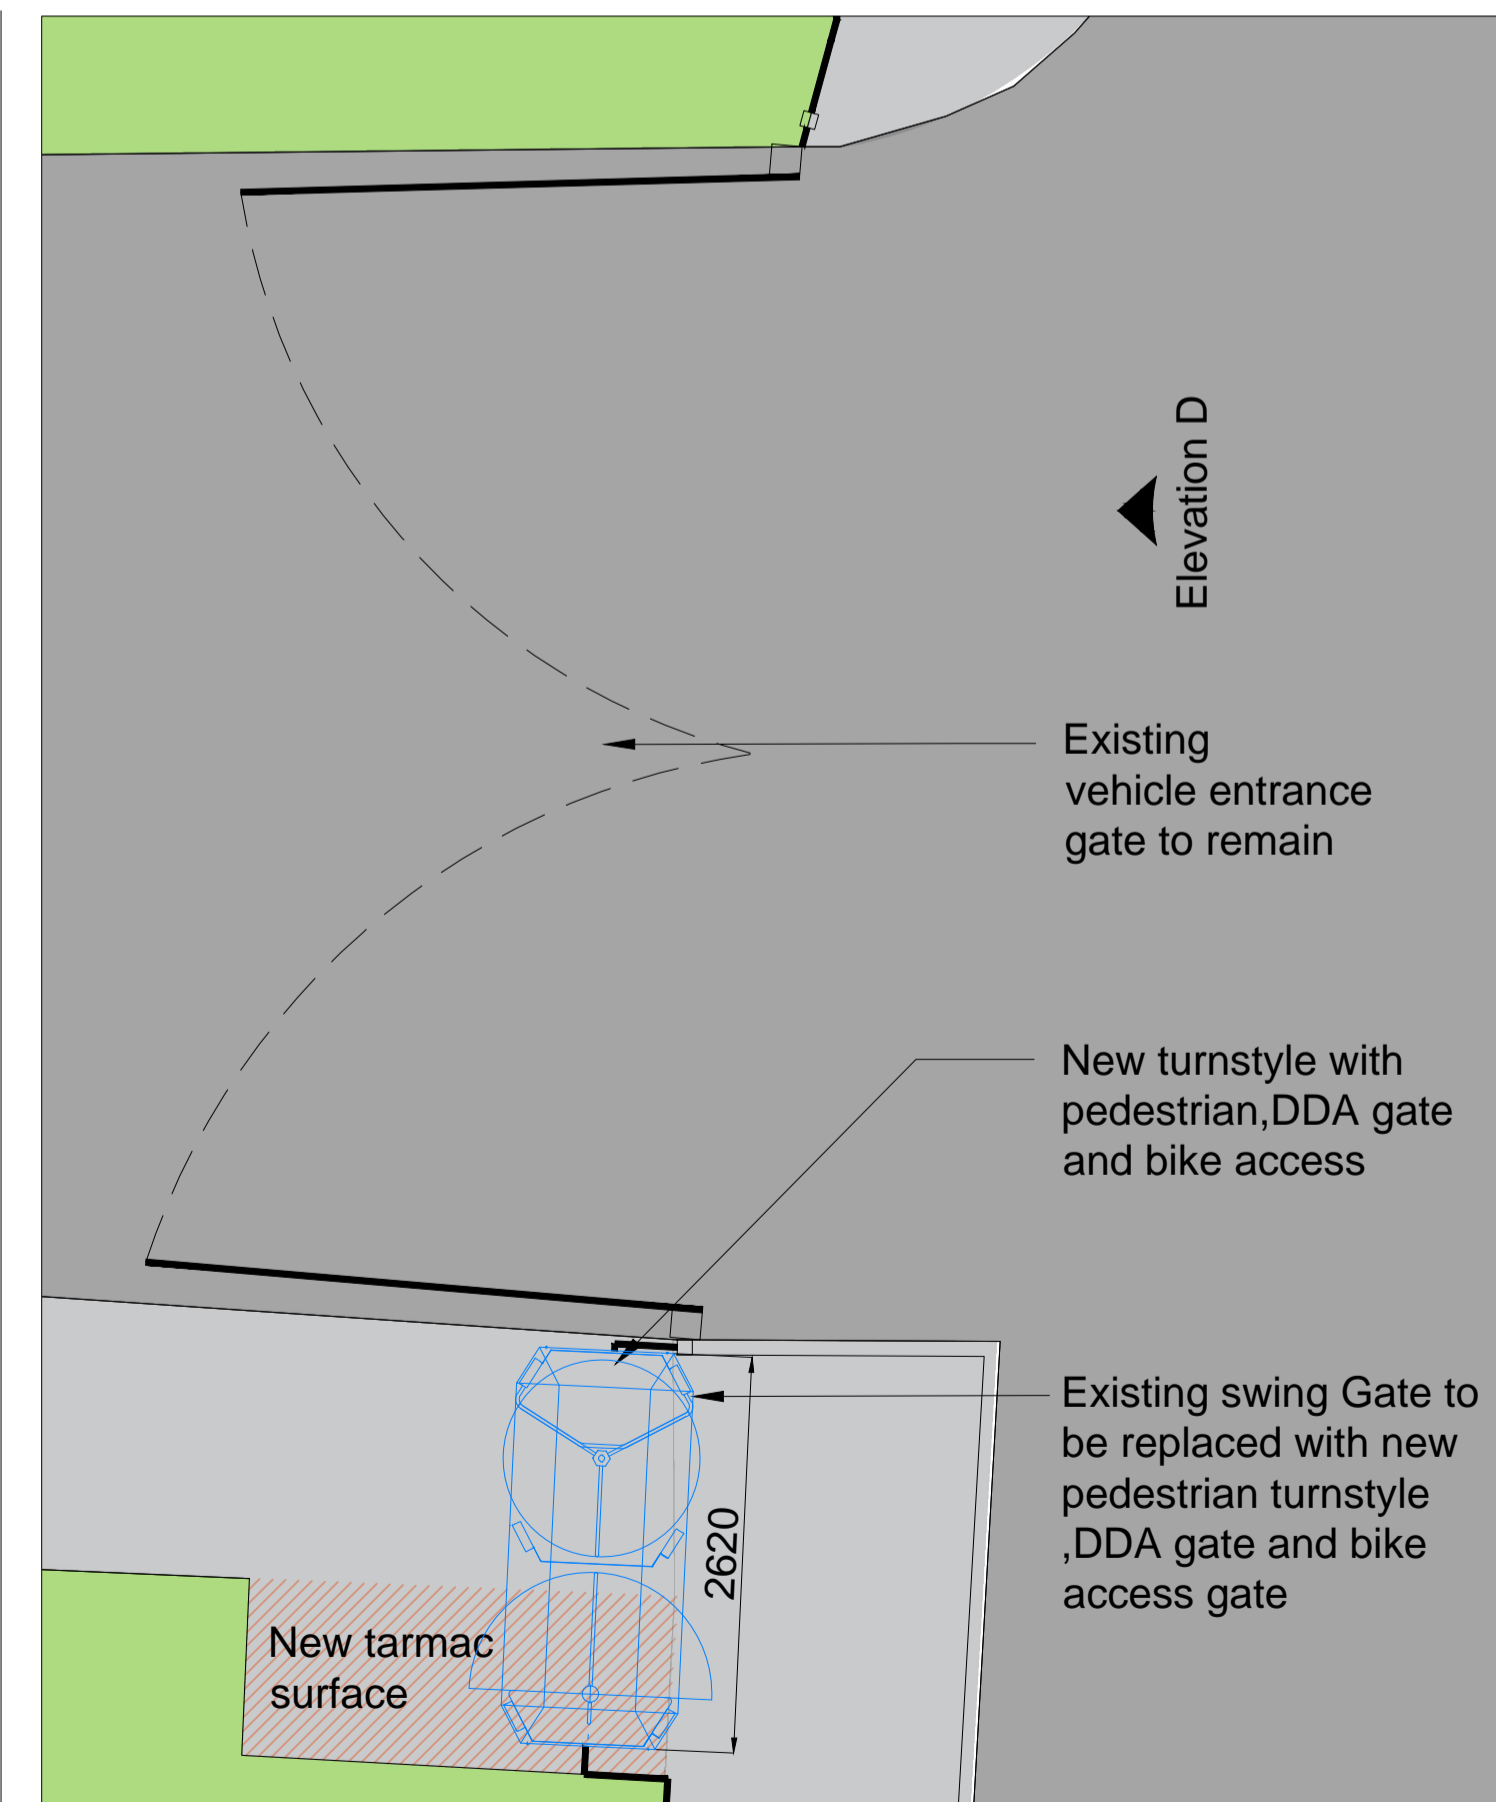 Elevation D
Existing
vehicle entrance
gate to remain
New turnstyle with
pedestrian,DDA gate
and bike access
Existing swing Gate to
be replaced with new
pedestrian turnstyle
,DDA gate and bike
access gate
2620
New tarmac
surface